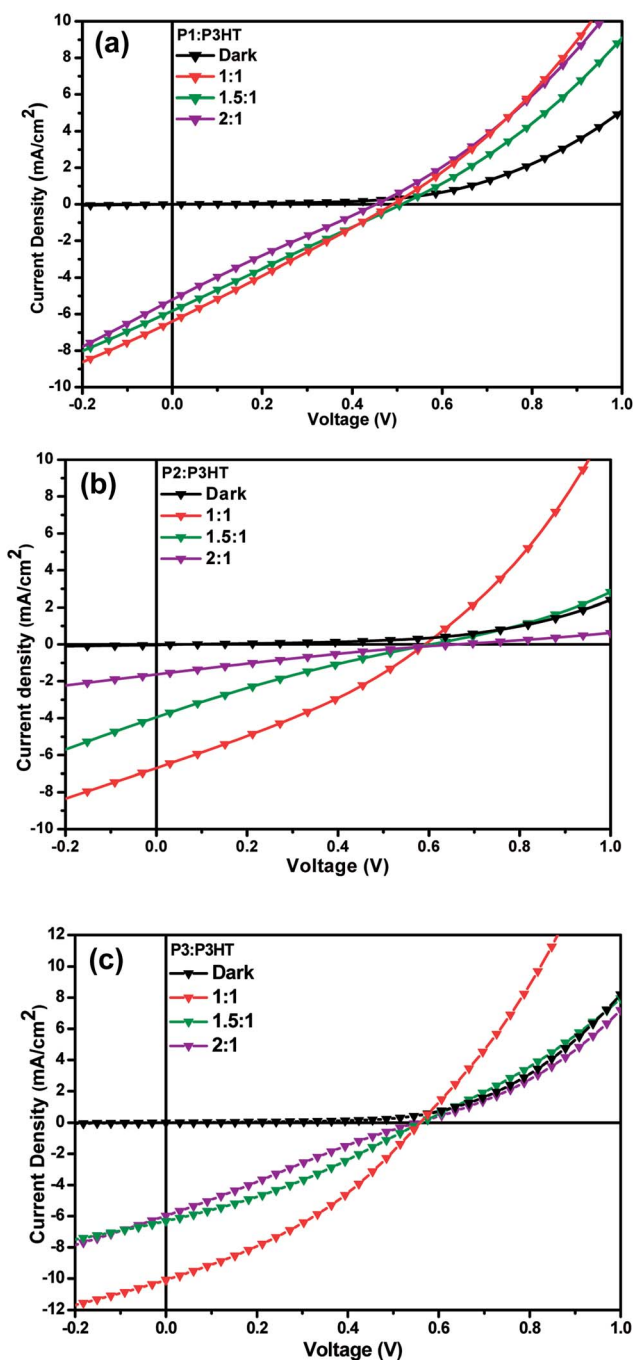 (a)
P1:P3HT
Dark
1:1
1.5:1
2:1
10
8
6
4
2
0
-2
-4
-6
-8
-10
Current Density (mA/cm²)
-0.2 0.0 0.2 0.4 0.6 0.8 1.0
Voltage (V)
(b)
P2:P3HT
Dark
1:1
1.5:1
2:1
10
8
6
4
2
0
-2
-4
-6
-8
-10
Current density (mA/cm²)
-0.2 0.0 0.2 0.4 0.6 0.8 1.0
Voltage (V)
(c)
P3:P3HT
Dark
1:1
1.5:1
2:1
12
10
8
6
4
2
0
-2
-4
-6
-8
-10
-12
Current Density (mA/cm²)
-0.2 0.0 0.2 0.4 0.6 0.8 1.0
Voltage (V)